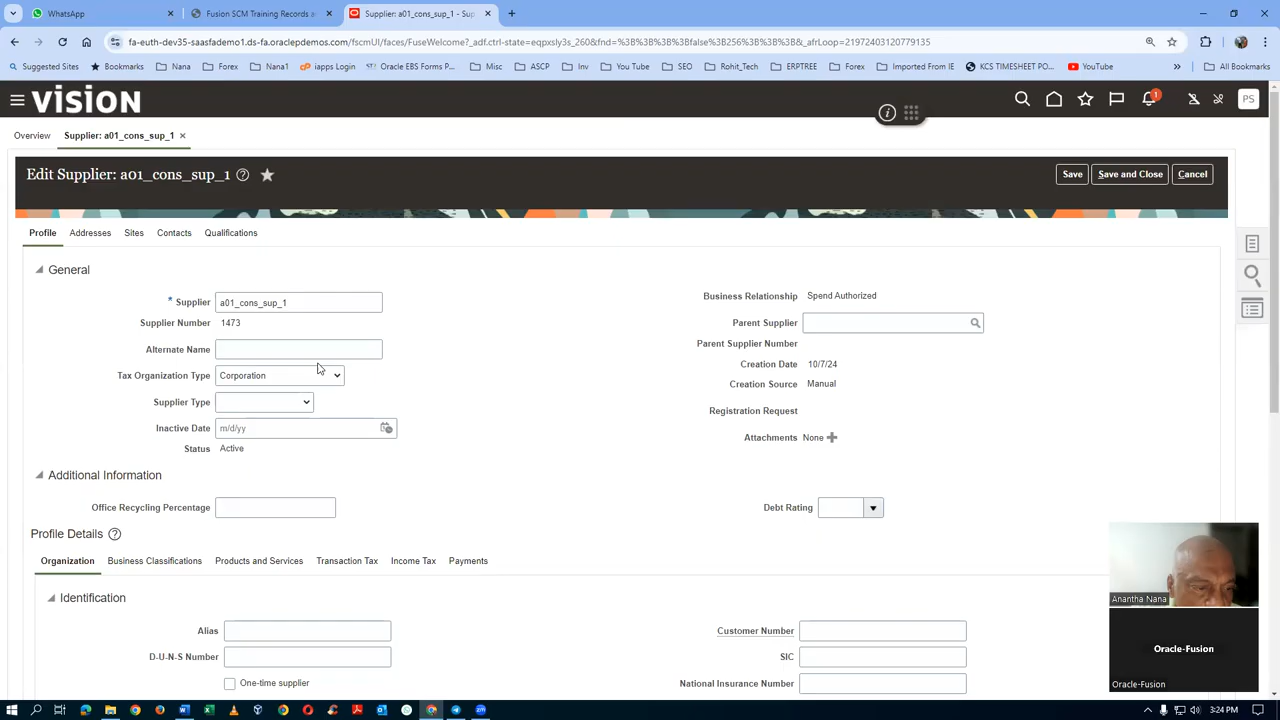 WhatsApp
Fusion SCM Training Records a
Supplier: a01_cons_sup_1 - Sup
fa-euth-dev35-saasfademo1.ds-fa.oraclepdemos.com/fscmUI/faces/FuseWelcome?_adf.ctrl-state=eqpxsly3s_260&fnd=%3B%3B%3B%3Bfalse%3B256%3B%3B%3B&_afrLoop=21972403120779135
Suggested Sites
Bookmarks
Nana
Forex
Nana1
iapps Login
Oracle EBS Forms P...
Misc
ASCP
Inv
You Tube
SEO
Rohit_Tech
ERPTREE
Forex
Imported From IE
KCS TIMESHEET PO...
YouTube
All Bookmarks
VISION
1
PS
Overview
Supplier: a01_cons_sup_1
Edit Supplier: a01_cons_sup_1
Save
Save and Close
Cancel
Profile
Addresses
Sites
Contacts
Qualifications
General
* Supplier a01_cons_sup_1
Supplier Number 1473
Alternate Name
Tax Organization Type Corporation
Supplier Type
Inactive Date m/d/yy
Status Active
Business Relationship Spend Authorized
Parent Supplier
Parent Supplier Number
Creation Date 10/7/24
Creation Source Manual
Registration Request
Attachments None
Additional Information
Office Recycling Percentage
Debt Rating
Profile Details
Organization
Business Classifications
Products and Services
Transaction Tax
Income Tax
Payments
Identification
Alias
D-U-N-S Number
One-time supplier
Customer Number
SIC
National Insurance Number
Anantha Nana
Oracle-Fusion
Oracle-Fusion
3:24 PM